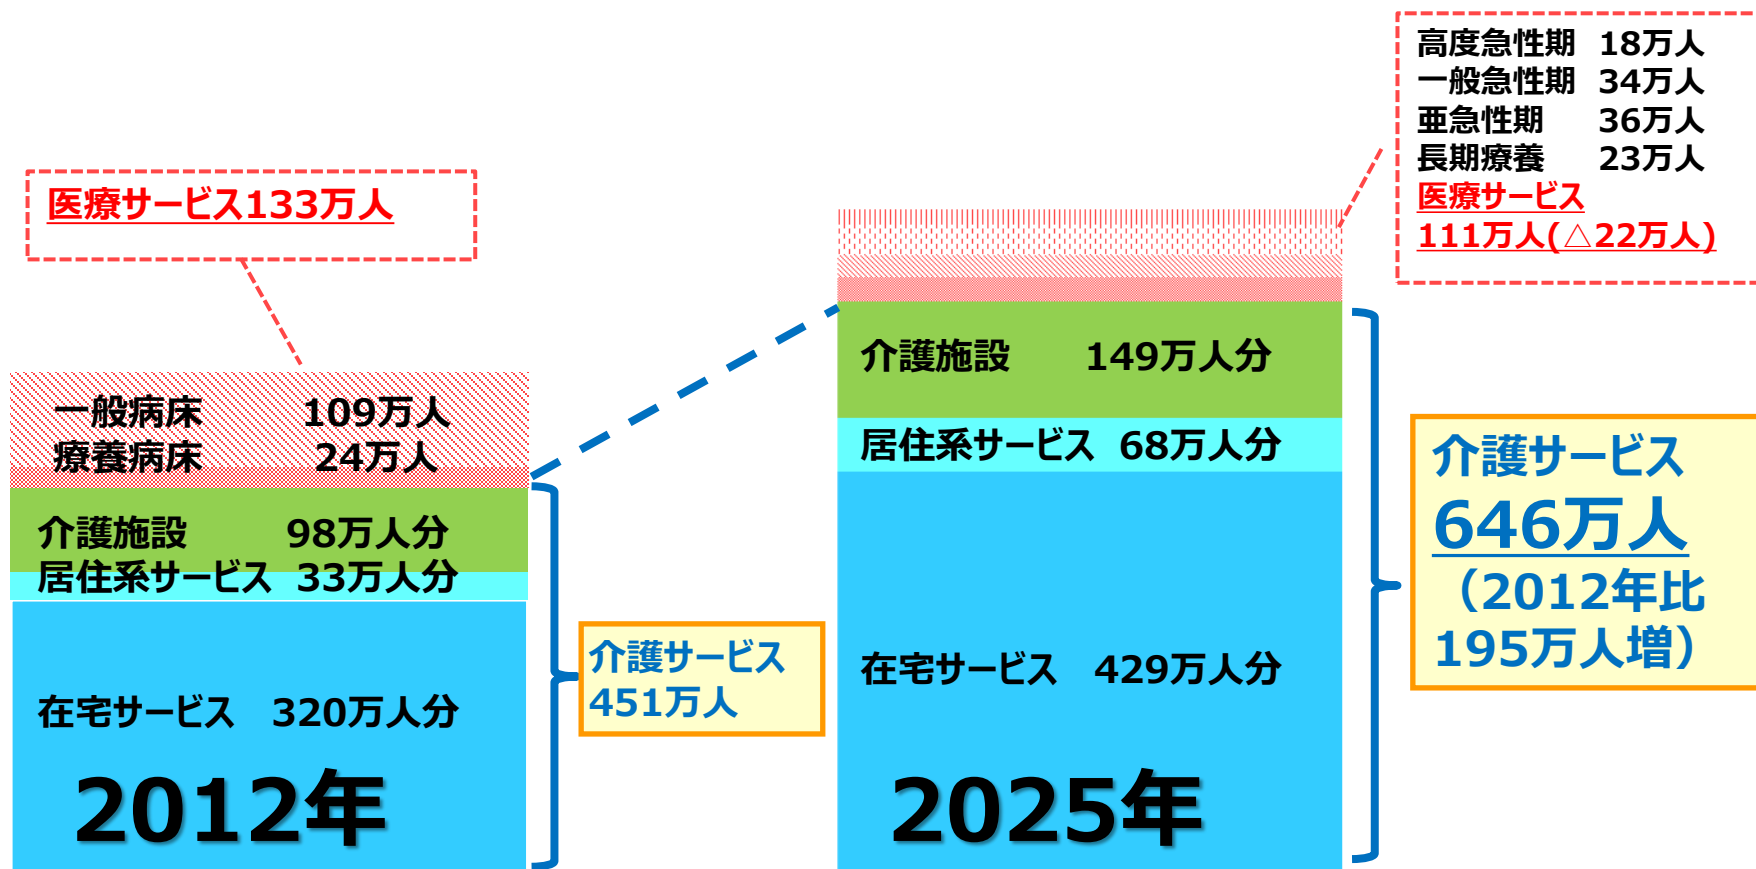 医療サービス133万人
一般病床 109万人
療養病床 24万人
介護施設 98万人分
居住系サービス 33万人分
在宅サービス 320万人分
2012年
介護サービス
451万人
高度急性期 18万人
一般急性期 34万人
亜急性期 36万人
長期療養 23万人
医療サービス
111万人(△22万人)
介護施設 149万人分
居住系サービス 68万人分
在宅サービス 429万人分
2025年
介護サービス
646万人
（2012年比
195万人増）